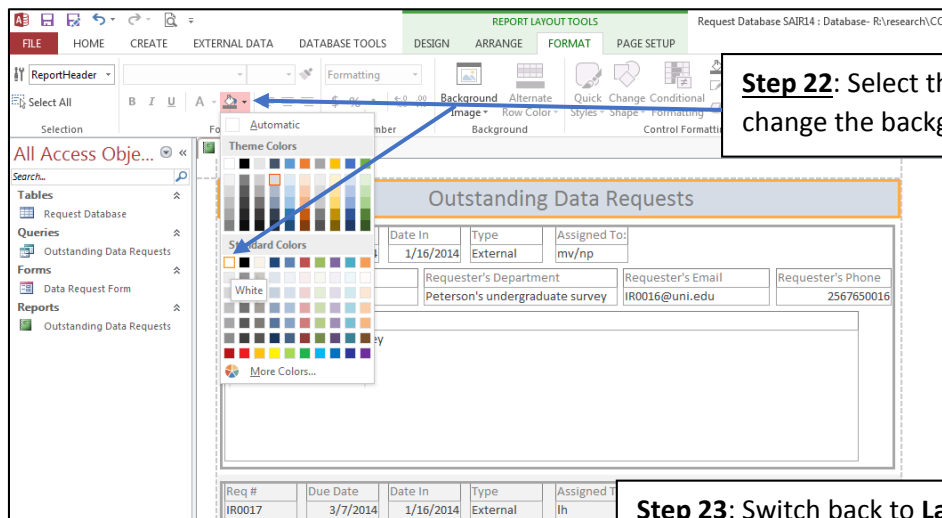 REPORT LAYOUT TOOLS
Request Database SAIR14 : Database- R:\research\CO
FILE HOME CREATE EXTERNAL DATA DATABASE TOOLS DESIGN ARRANGE FORMAT PAGE SETUP
ReportHeader
Formatting
Select All
B I U A $ %
Background Image
Alternate Row Color
Quick Styles
Change Shape
Conditional Formatting
Selection
Fo
mber
Background
Control Formattin
Step 22: Select th
change the backg
Automatic
Theme Colors
Standard Colors
White
More Colors...
All Access Obje...
Search...
Tables
Request Database
Queries
Outstanding Data Requests
Forms
Data Request Form
Reports
Outstanding Data Requests
Outstanding Data Requests
Date In Type Assigned To:
1/16/2014 External mv/np
Requester's Department Requester's Email Requester's Phone
Peterson's undergraduate survey IR0016@uni.edu 2567650016
ey
Req # Due Date Date In Type Assigned T
IR0017 3/7/2014 1/16/2014 External lh
Step 23: Switch back to La